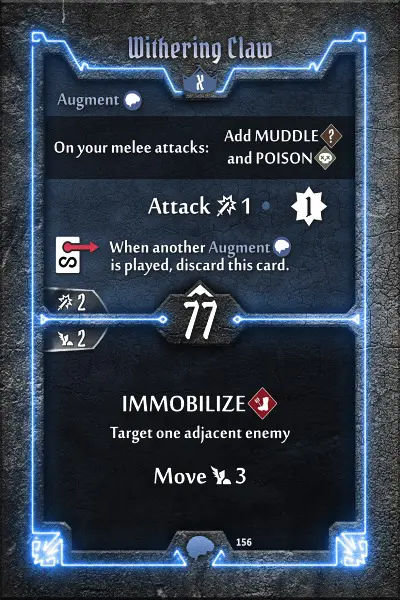 Withering Claw
X
Augment
On your melee attacks:
Add MUDDLE ?
and POISON
Attack 1
1
When another Augment
is played, discard this card.
2
77
2
IMMOBILIZE
Target one adjacent enemy
Move 3
156